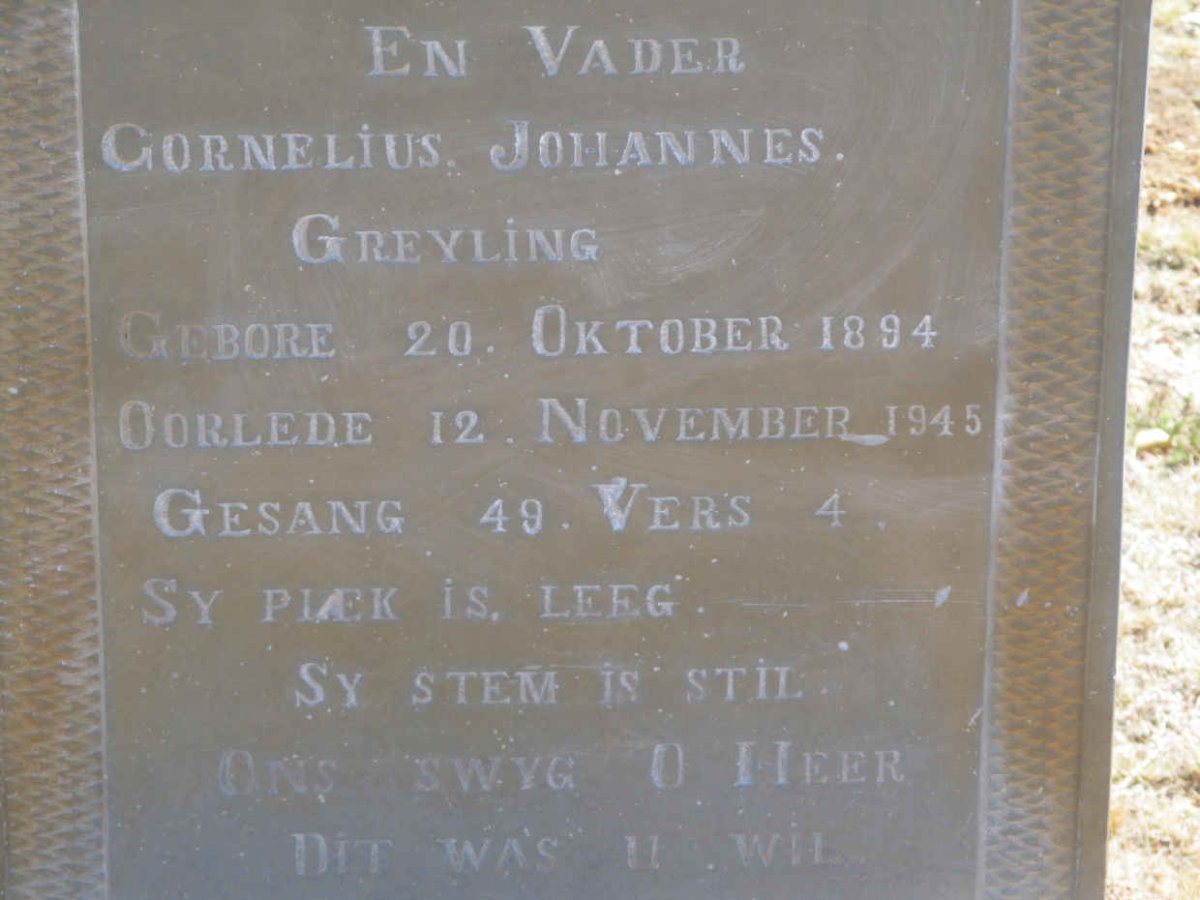 EN VADER
CORNELIUS. JOHANNES.
GREYLING
GEBORE 20. OKTOBER 1894
OORLEDE 12. NOVEMBER 1945
GESANG 49. VERS 4.
SY PLEK IS. LEEG.
SY STEM IS STIL.
ONS SWYG O HEER
DIT WAS U WIL